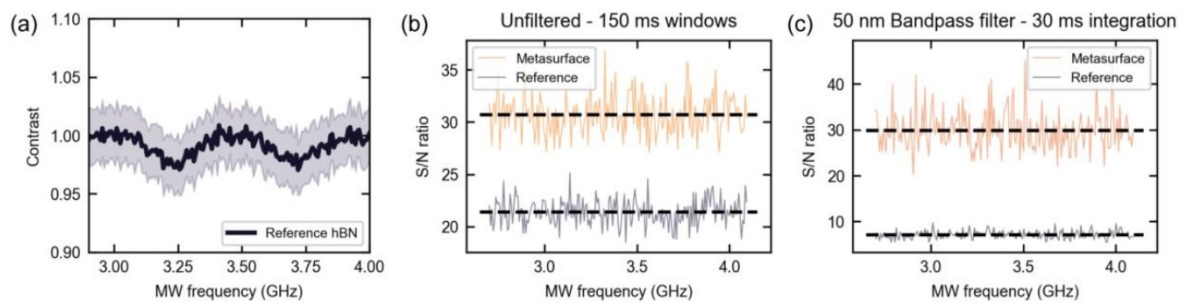 (a)
1.10
1.05
1.00
0.95
0.90
Contrast
Reference hBN
3.00 3.25 3.50 3.75 4.00
MW frequency (GHz)
(b)
Unfiltered - 150 ms windows
Metasurface
Reference
35
30
25
20
S/N ratio
3.0 3.5 4.0
MW frequency (GHz)
(c)
50 nm Bandpass filter - 30 ms integration
Metasurface
Reference
40
30
20
10
S/N ratio
3.0 3.5 4.0
MW frequency (GHz)